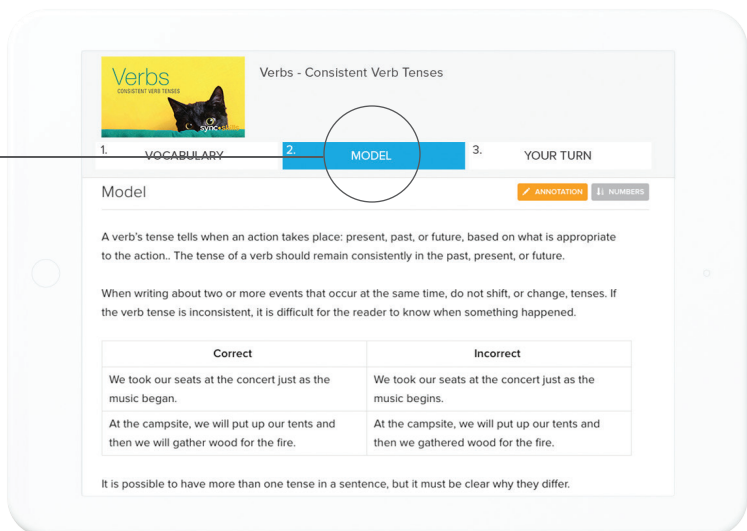 Verbs
CONSISTENT VERB TENSES
sync•skills
Verbs - Consistent Verb Tenses
1. VOCABULARY
2. MODEL
3. YOUR TURN
Model
ANNOTATION
NUMBERS
A verb's tense tells when an action takes place: present, past, or future, based on what is appropriate
to the action.. The tense of a verb should remain consistently in the past, present, or future.
When writing about two or more events that occur at the same time, do not shift, or change, tenses. If
the verb tense is inconsistent, it is difficult for the reader to know when something happened.
Correct
Incorrect
We took our seats at the concert just as the
music began.
We took our seats at the concert just as the
music begins.
At the campsite, we will put up our tents and
then we will gather wood for the fire.
At the campsite, we will put up our tents and
then we gathered wood for the fire.
It is possible to have more than one tense in a sentence, but it must be clear why they differ.